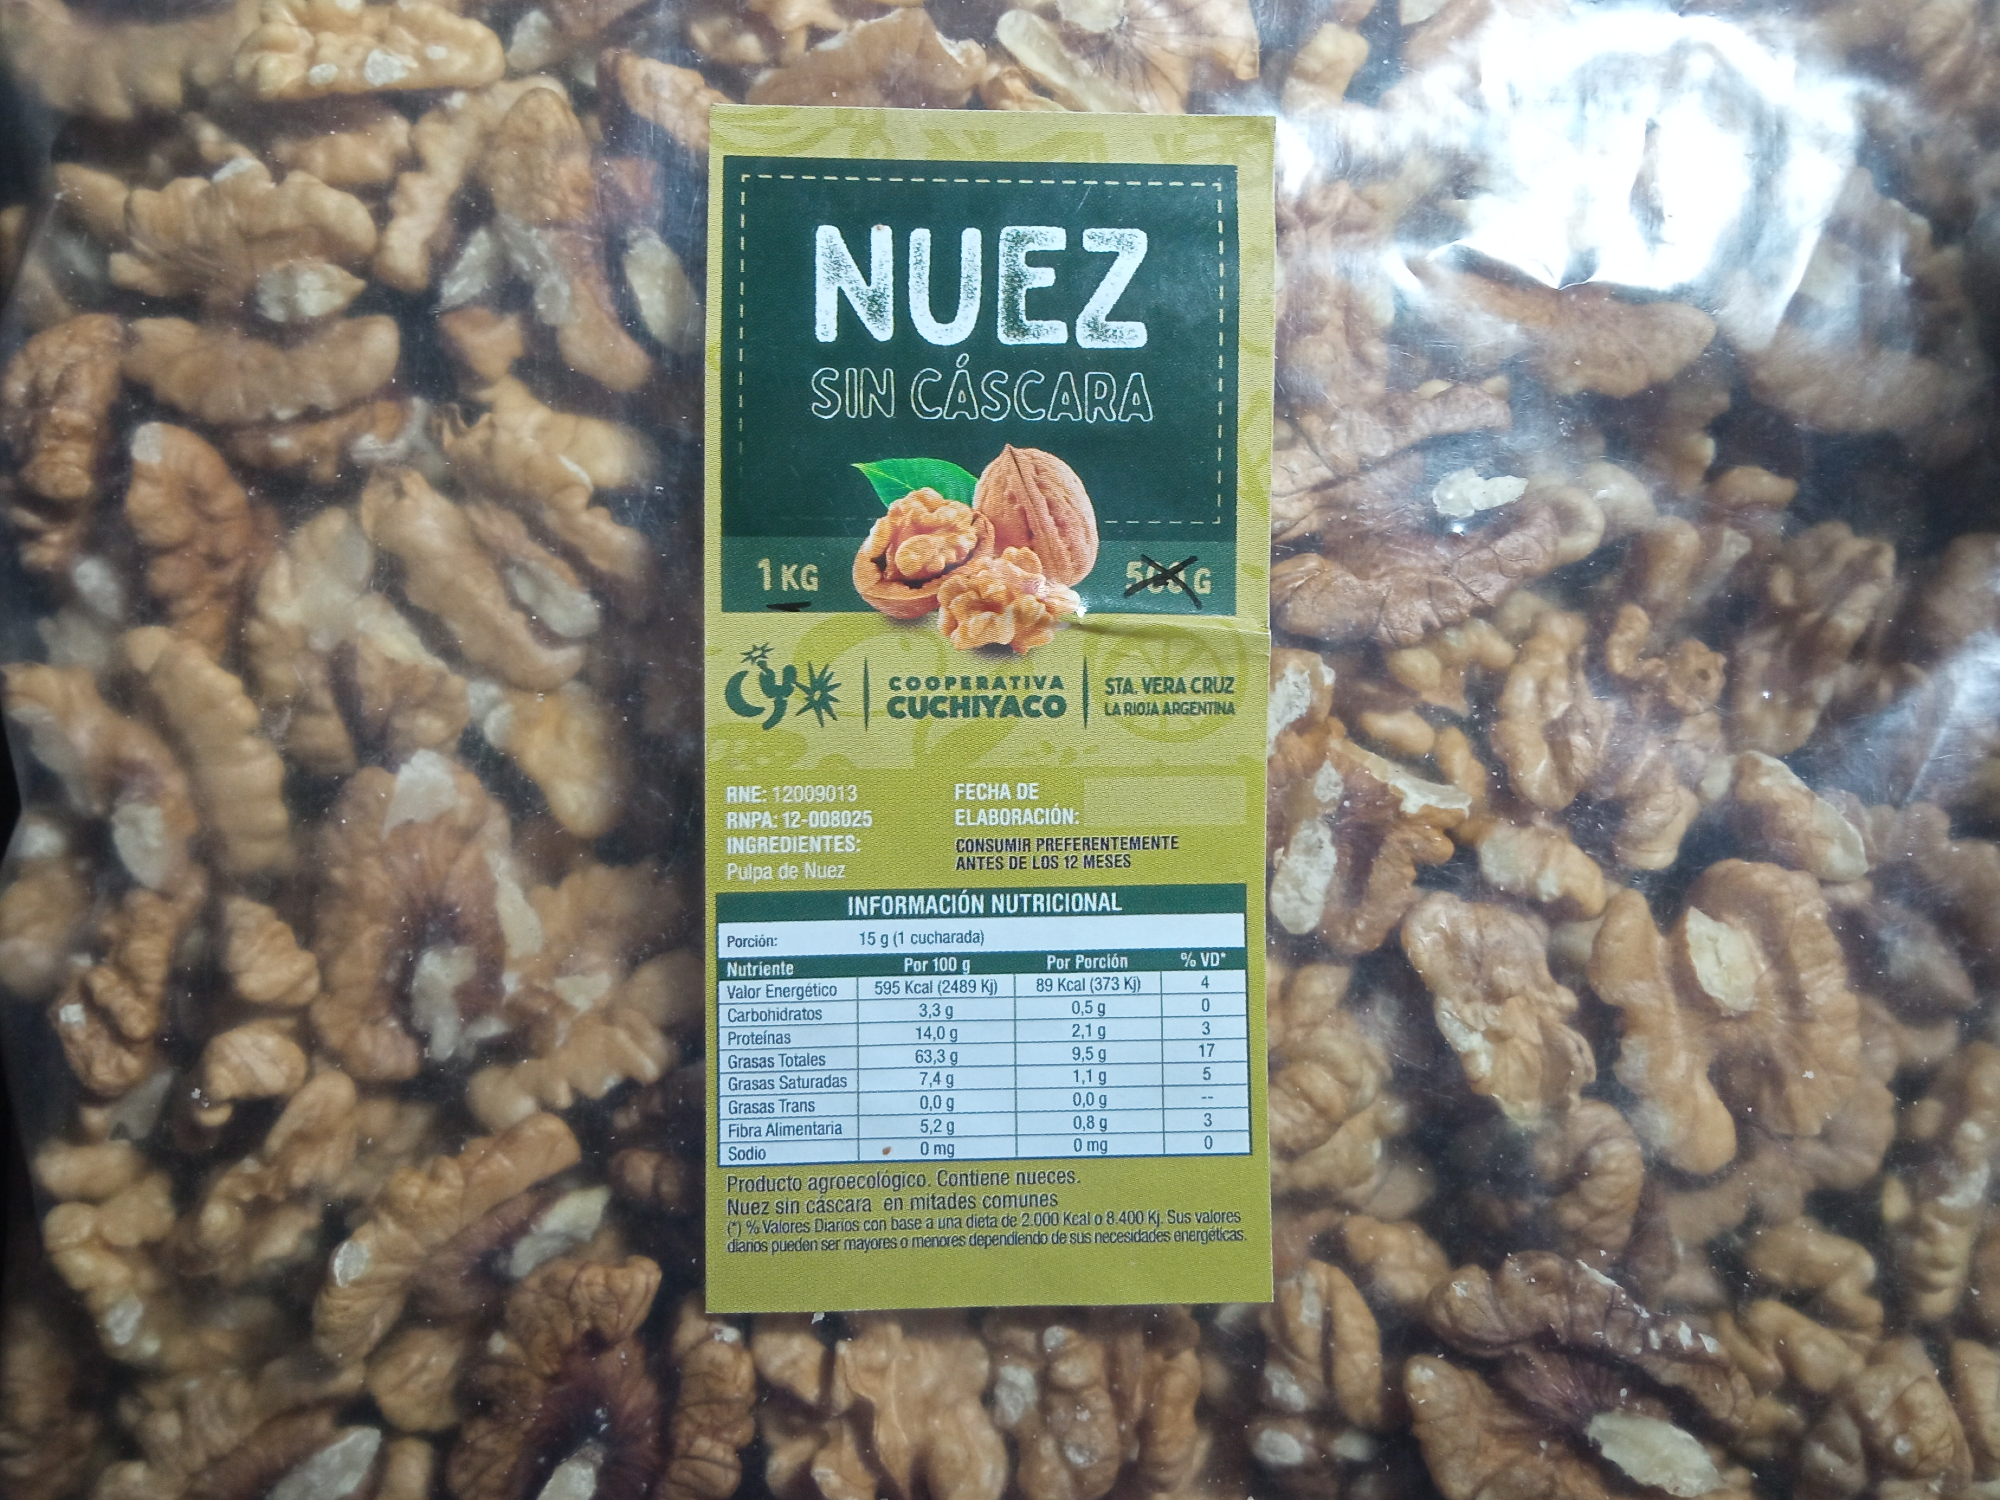 NUEZ
SIN CÁSCARA
1 KG
500 G
COOPERATIVA
CUCHIYACO
STA. VERA CRUZ
LA RIOJA ARGENTINA
RNE: 12009013
RNPA: 12-008025
INGREDIENTES:
Pulpa de Nuez
FECHA DE
ELABORACIÓN:
CONSUMIR PREFERENTEMENTE
ANTES DE LOS 12 MESES
INFORMACIÓN NUTRICIONAL
Porción: 15 g (1 cucharada)
Nutriente Por 100 g Por Porción % VD*
Valor Energético 595 Kcal (2489 Kj) 89 Kcal (373 Kj) 4
Carbohidratos 3,3 g 0,5 g 0
Proteínas 14,0 g 2,1 g 3
Grasas Totales 63,3 g 9,5 g 17
Grasas Saturadas 7,4 g 1,1 g 5
Grasas Trans 0,0 g 0,0 g --
Fibra Alimentaria 5,2 g 0,8 g 3
Sodio 0 mg 0 mg 0
Producto agroecológico. Contiene nueces.
Nuez sin cáscara en mitades comunes
(*) % Valores Diarios con base a una dieta de 2.000 Kcal o 8.400 Kj. Sus valores
diarios pueden ser mayores o menores dependiendo de sus necesidades energéticas.